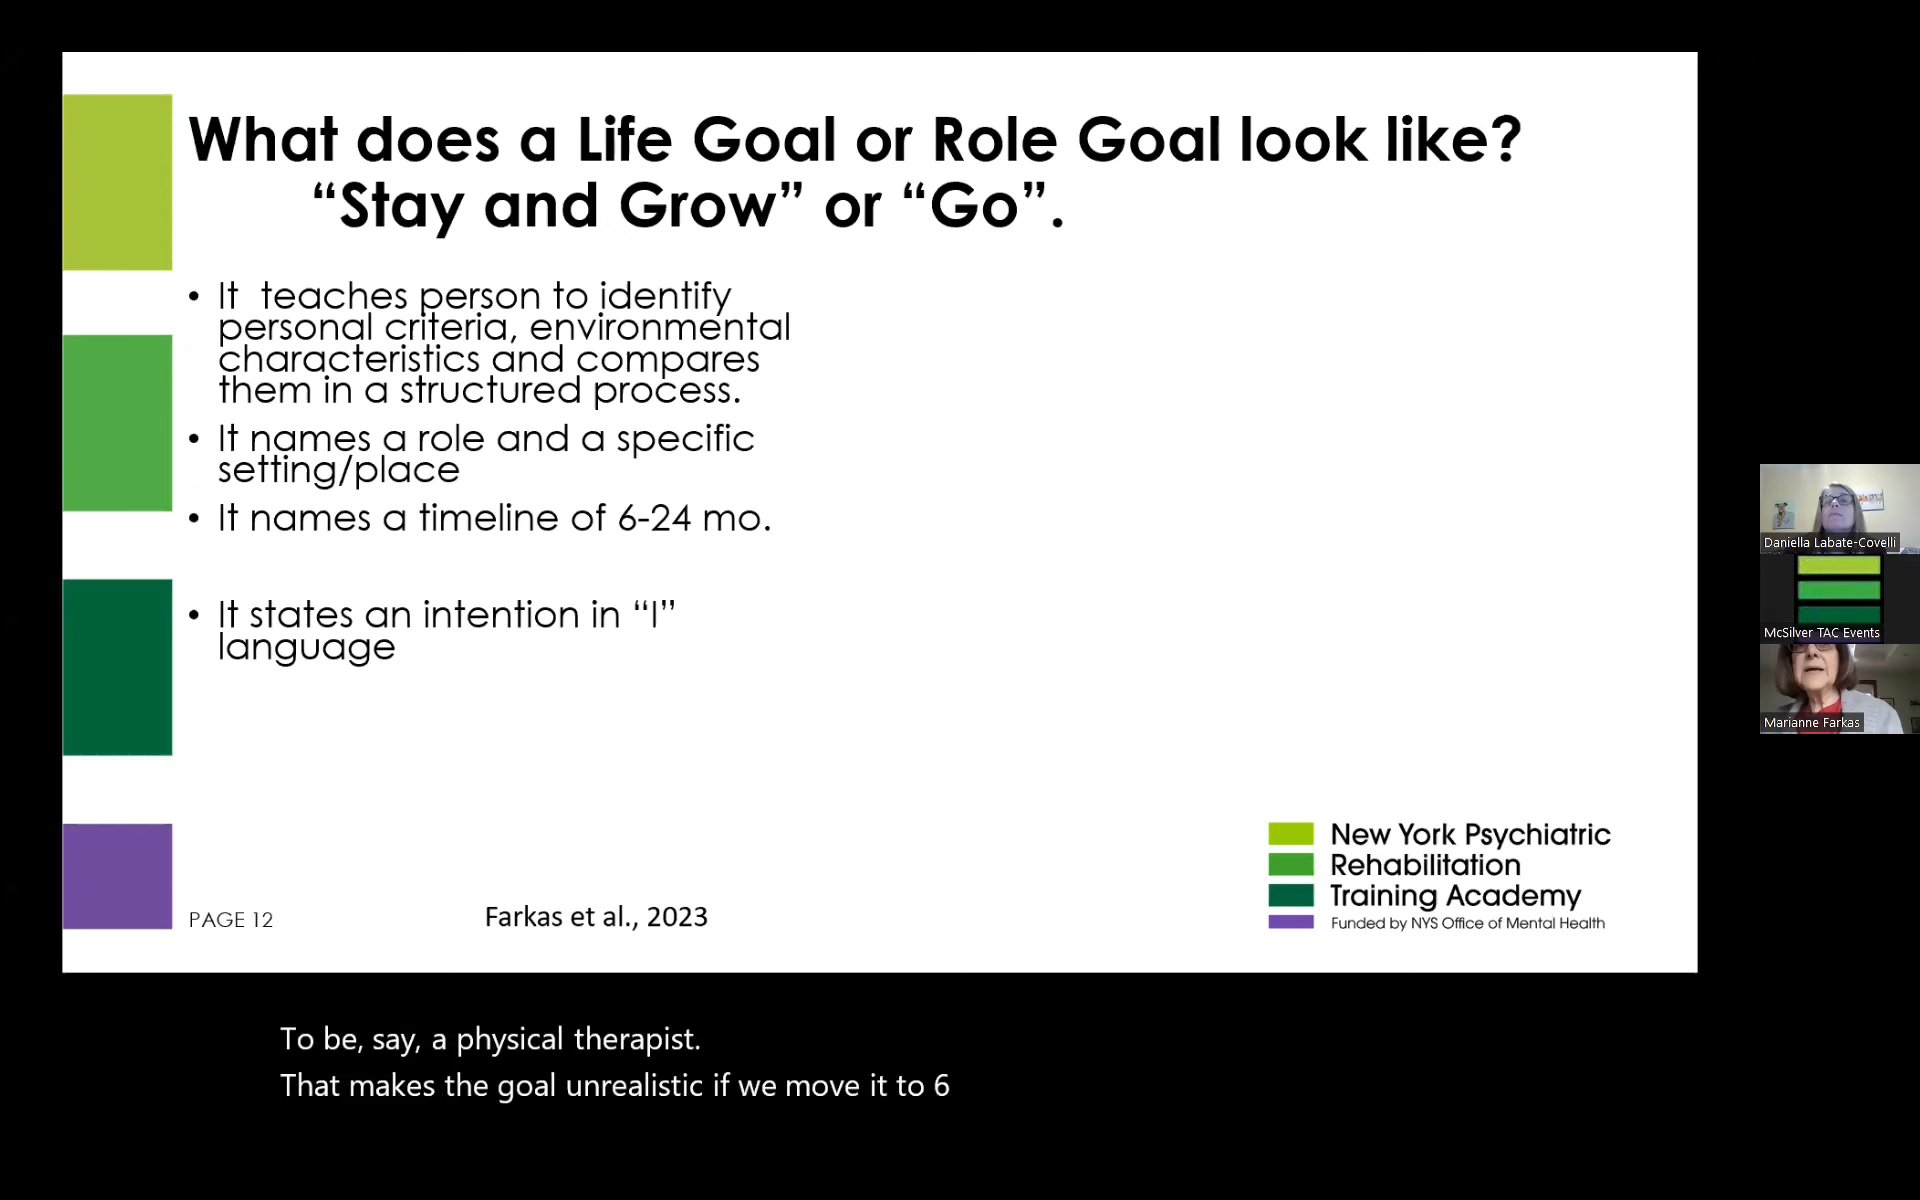 What does a Life Goal or Role Goal look like?
“Stay and Grow” or “Go”.
• It  teaches person to identify
personal criteria, environmental
characteristics and compares
them in a structured process.
• It names a role and a specific
setting/place
• It names a timeline of 6-24 mo.
• It states an intention in “I”
language
Daniella Labate-Covelli
McSilver TAC Events
Marianne Farkas
New York Psychiatric
Rehabilitation
Training Academy
Funded by NYS Office of Mental Health
PAGE 12
Farkas et al., 2023
To be, say, a physical therapist.
That makes the goal unrealistic if we move it to 6